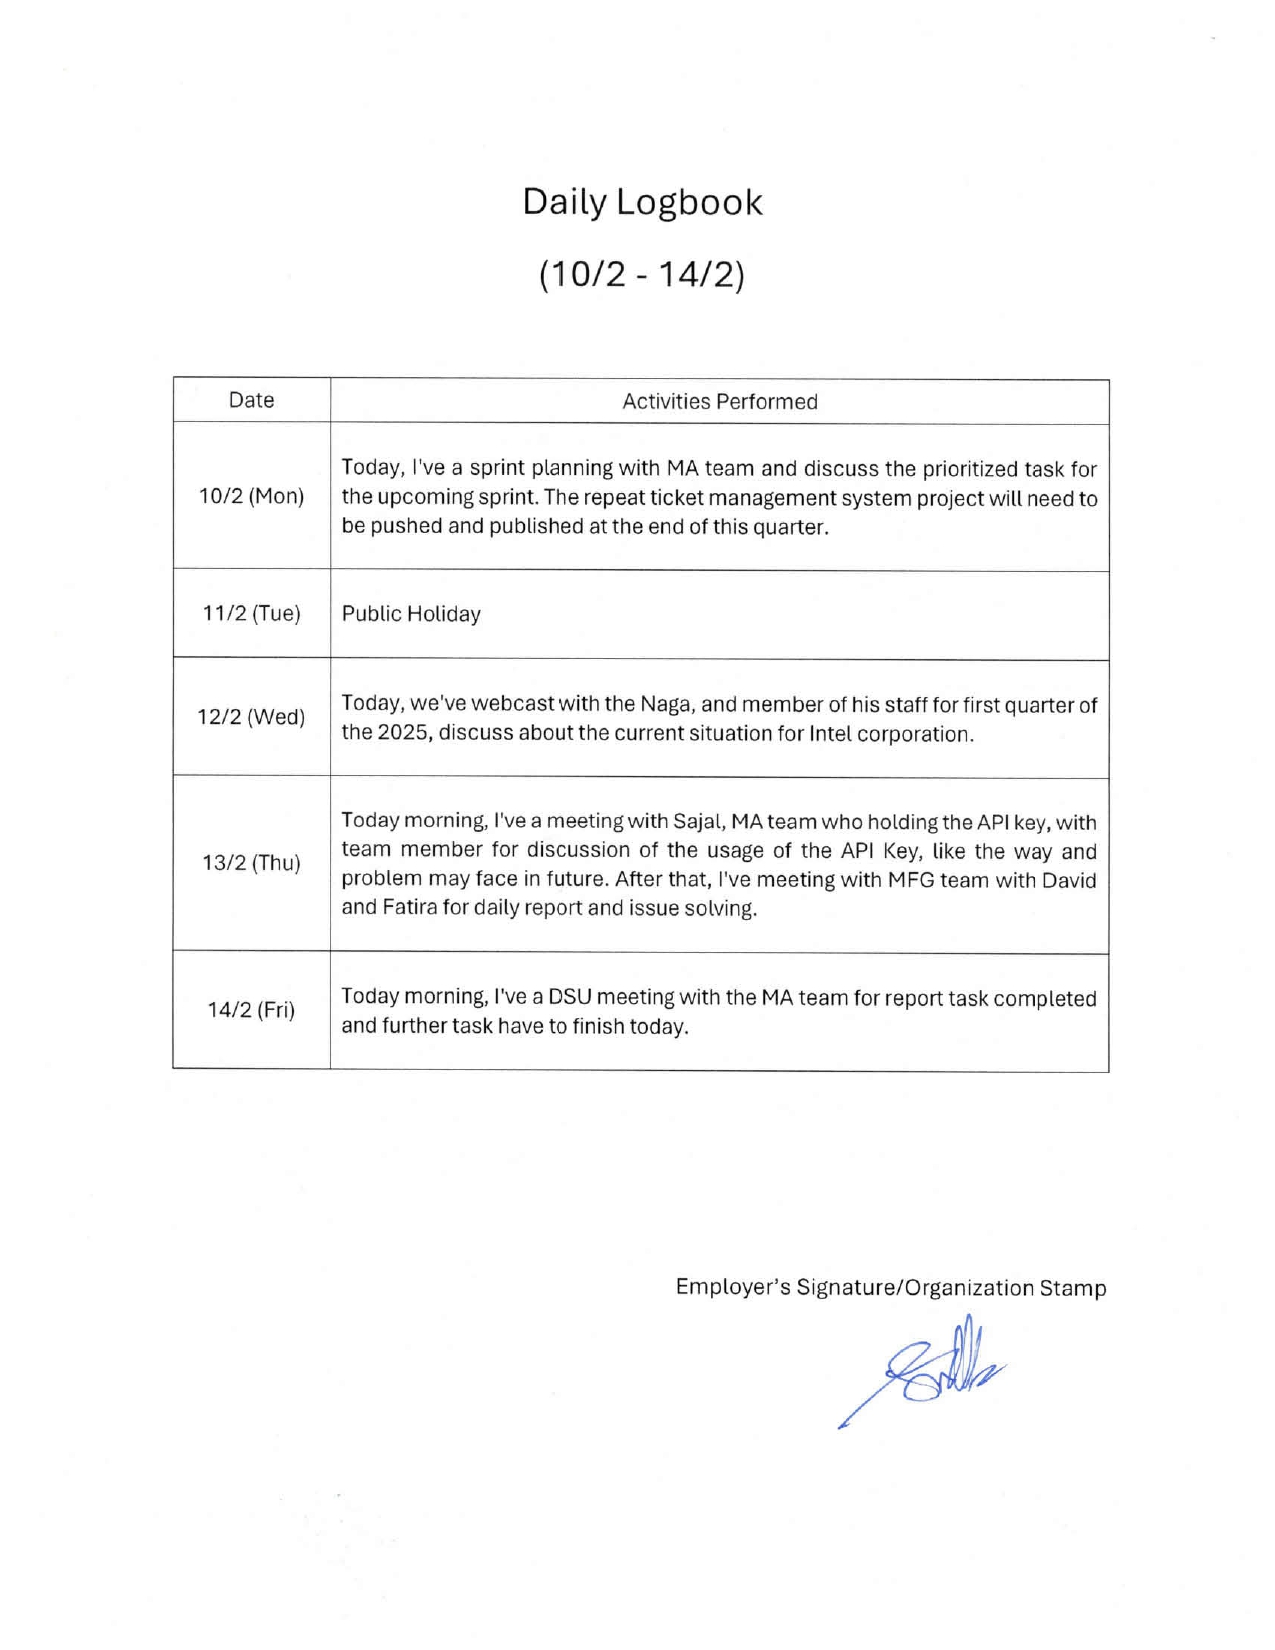 Daily Logbook
(10/2 - 14/2)
Date
Activities Performed
10/2 (Mon)
Today, I've a sprint planning with MA team and discuss the prioritized task for
the upcoming sprint. The repeat ticket management system project will need to
be pushed and published at the end of this quarter.
11/2 (Tue)
Public Holiday
12/2 (Wed)
Today, we've webcast with the Naga, and member of his staff for first quarter of
the 2025, discuss about the current situation for Intel corporation.
13/2 (Thu)
Today morning, I've a meeting with Sajal, MA team who holding the API key, with
team member for discussion of the usage of the API Key, like the way and
problem may face in future. After that, I've meeting with MFG team with David
and Fatira for daily report and issue solving.
14/2 (Fri)
Today morning, I've a DSU meeting with the MA team for report task completed
and further task have to finish today.
Employer's Signature/Organization Stamp